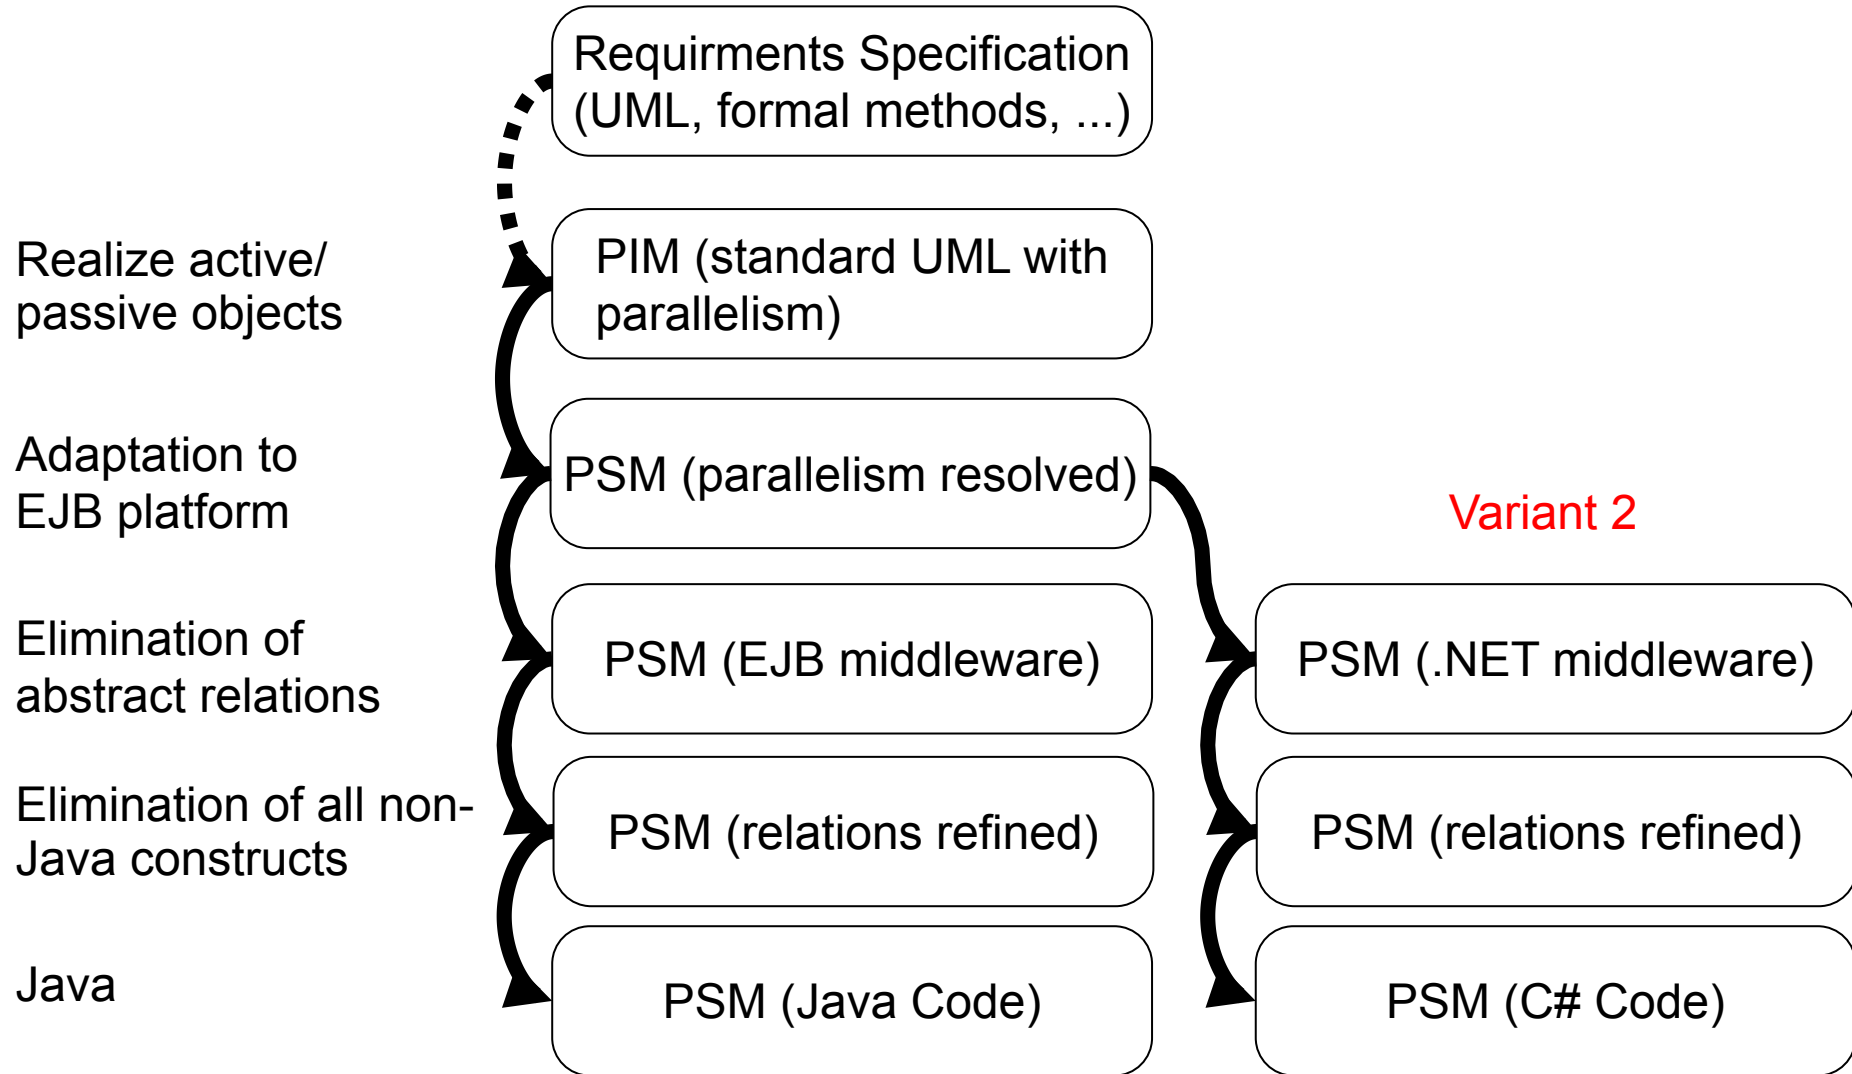 Requirments Specification
(UML, formal methods, ...)
Realize active/
passive objects
PIM (standard UML with
parallelism)
Adaptation to
EJB platform
PSM (parallelism resolved)
Variant 2
Elimination of
abstract relations
PSM (EJB middleware)
PSM (.NET middleware)
Elimination of all non-
Java constructs
PSM (relations refined)
PSM (relations refined)
Java
PSM (Java Code)
PSM (C# Code)